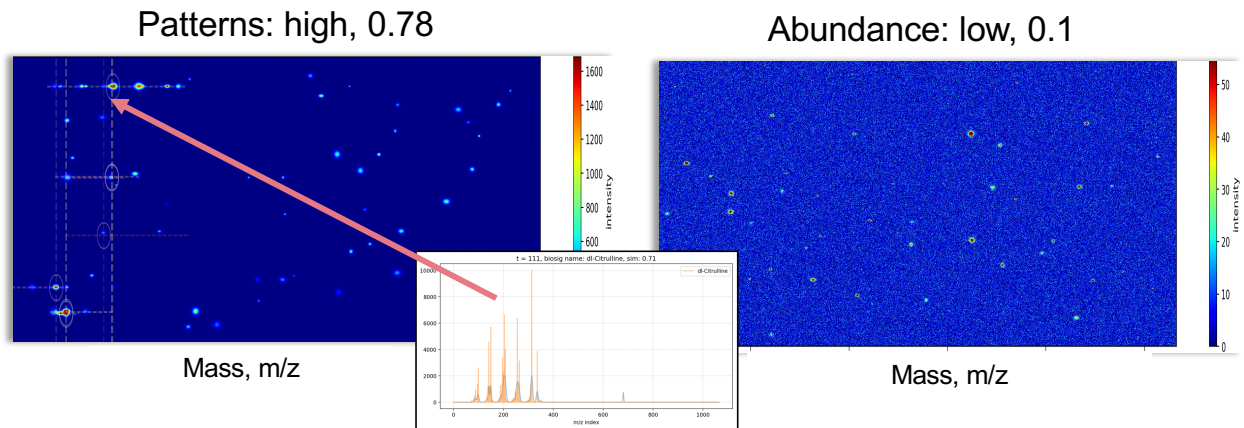 Patterns: high, 0.78
Abundance: low, 0.1
1600
1400
1200
1000
800
600
intensity
50
40
30
20
10
0
intensity
t = 111, biosig name: dl-Citrulline, sim: 0.71
dl-Citrulline
10000
8000
6000
4000
2000
0
0 200 400 600 800 1000
m/z index
Mass, m/z
Mass, m/z